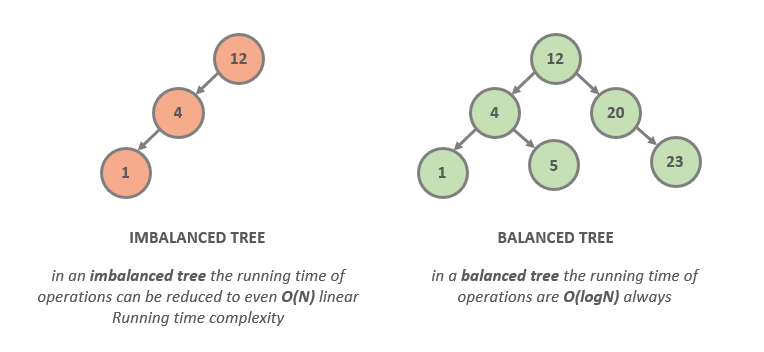 12
4
1
IMBALANCED TREE
in an imbalanced tree the running time of
operations can be reduced to even O(N) linear
Running time complexity
12
4
20
1
5
23
BALANCED TREE
in a balanced tree the running time of
operations are O(logN) always